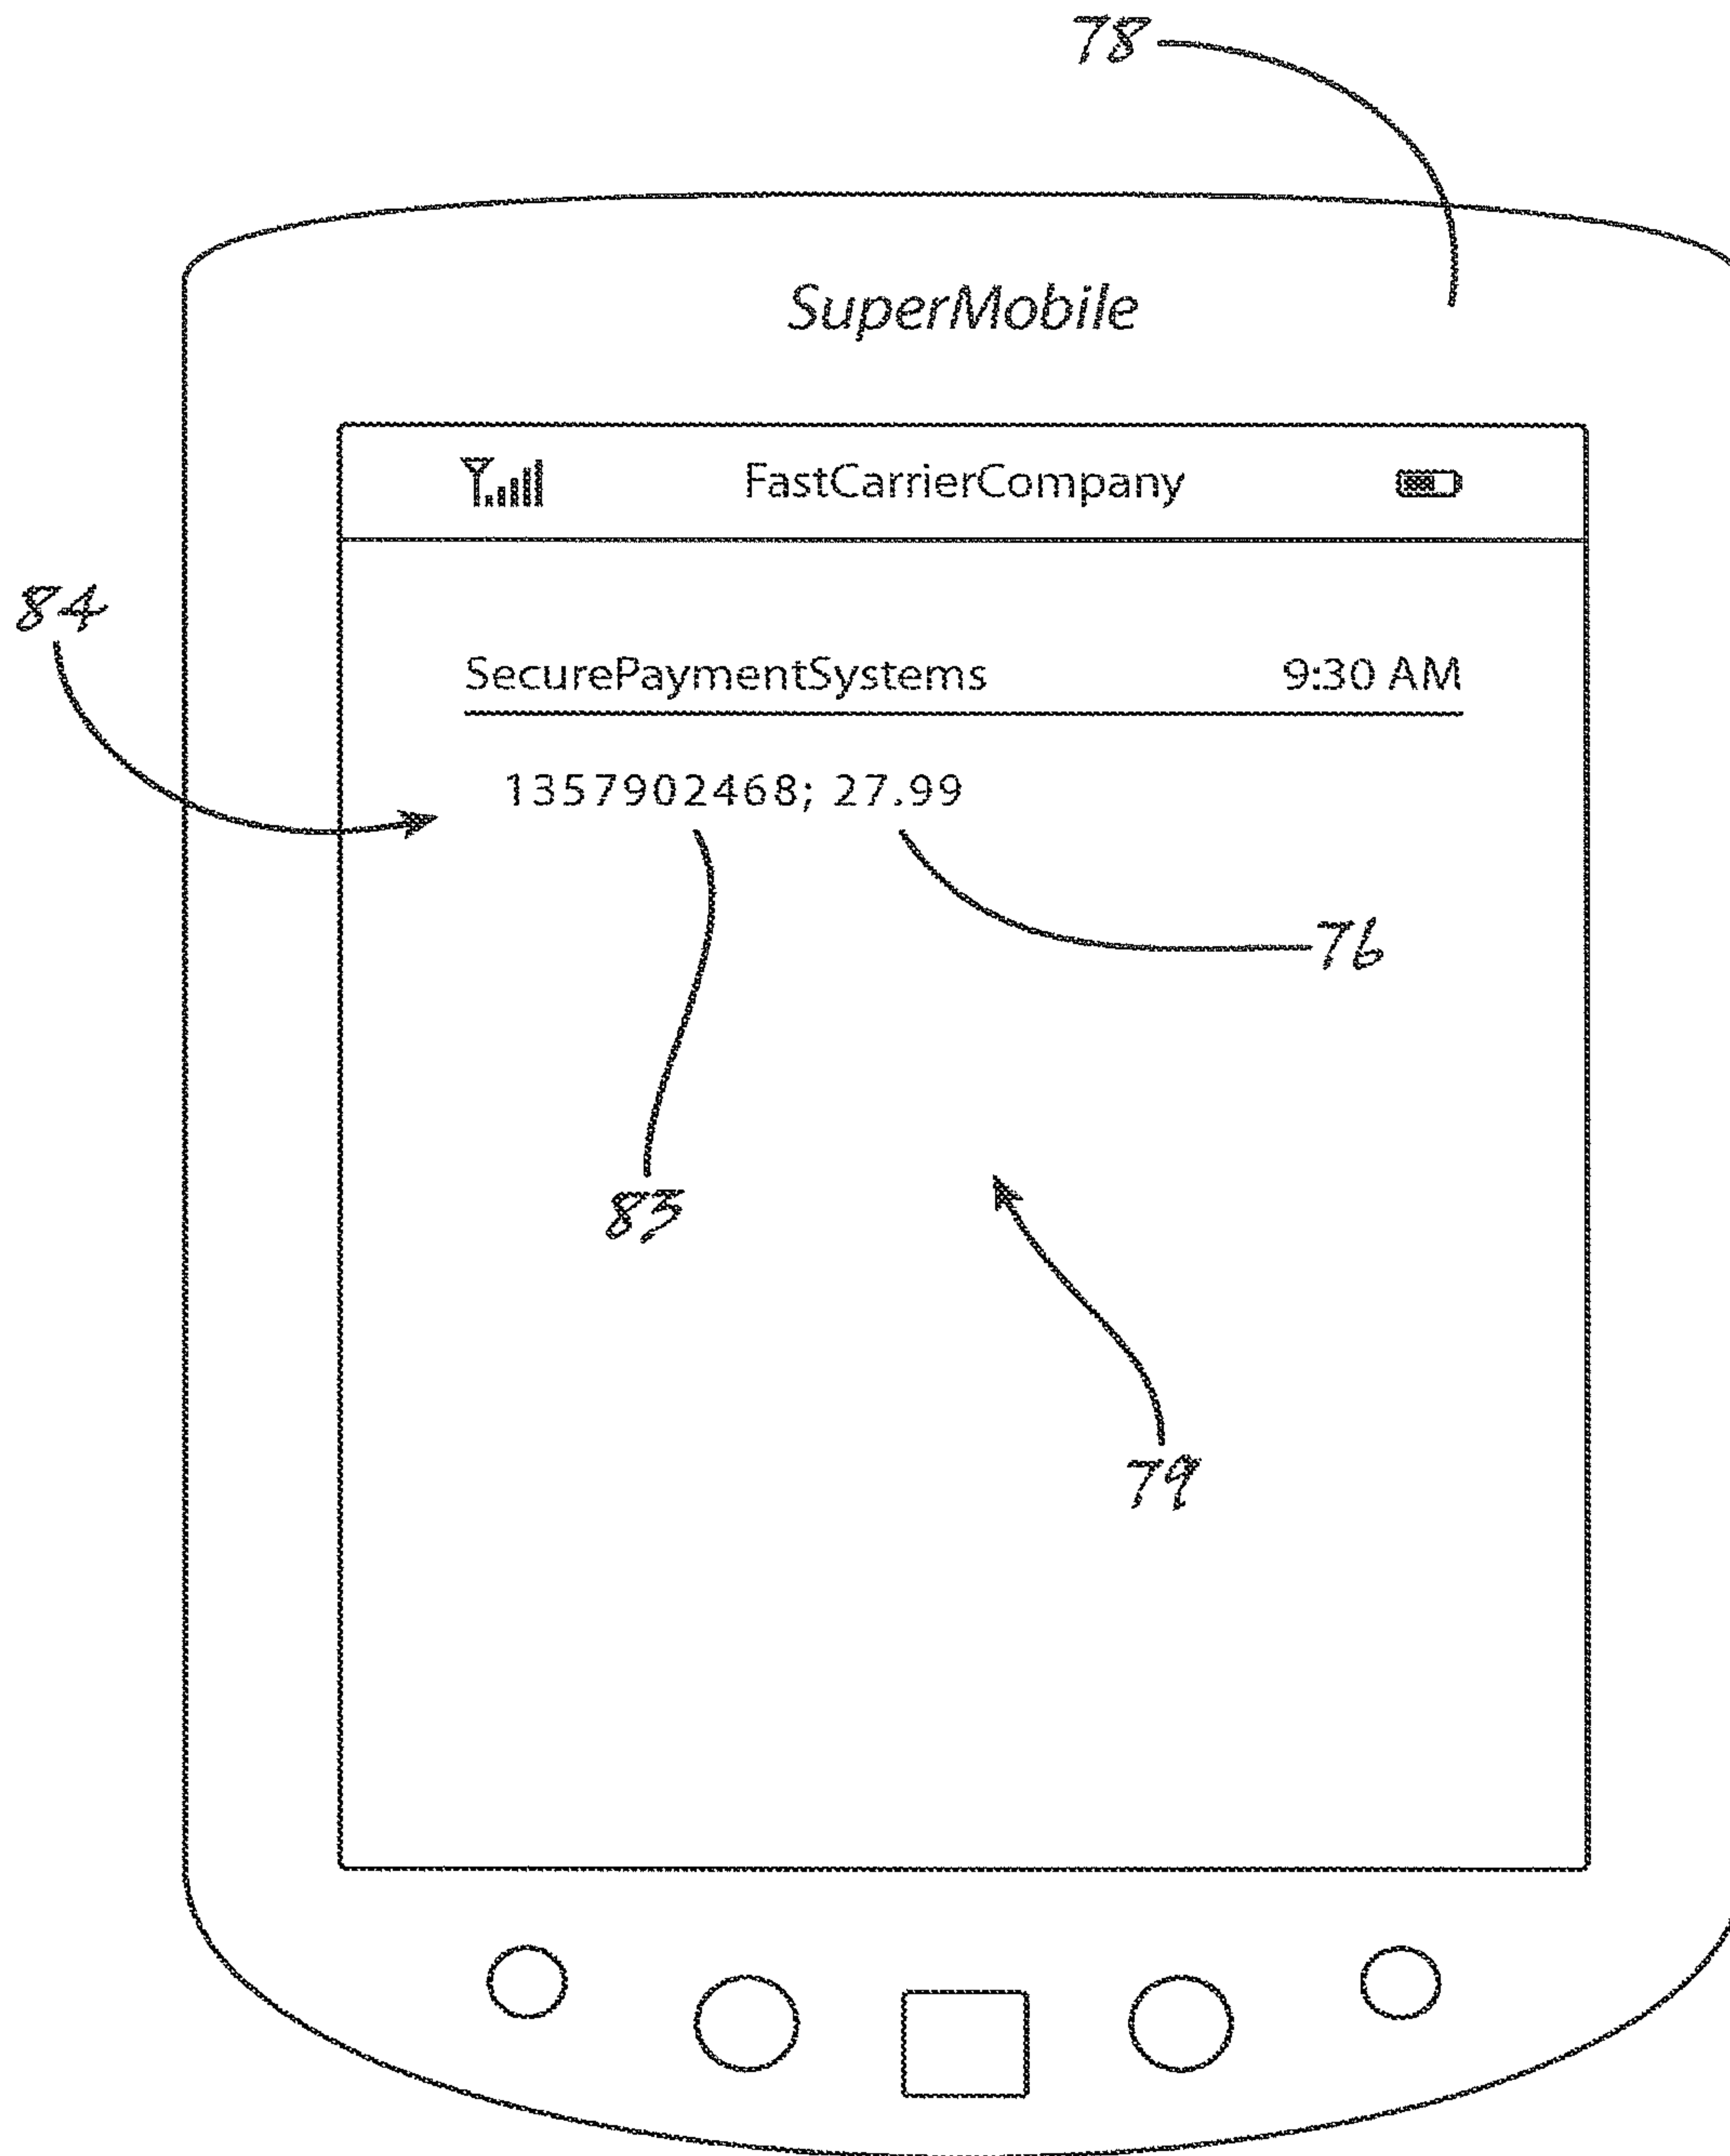 78
SuperMobile
FastCarrierCompany
84
SecurePaymentSystems 9:30 AM
1357902468; 27.99
76
83
79